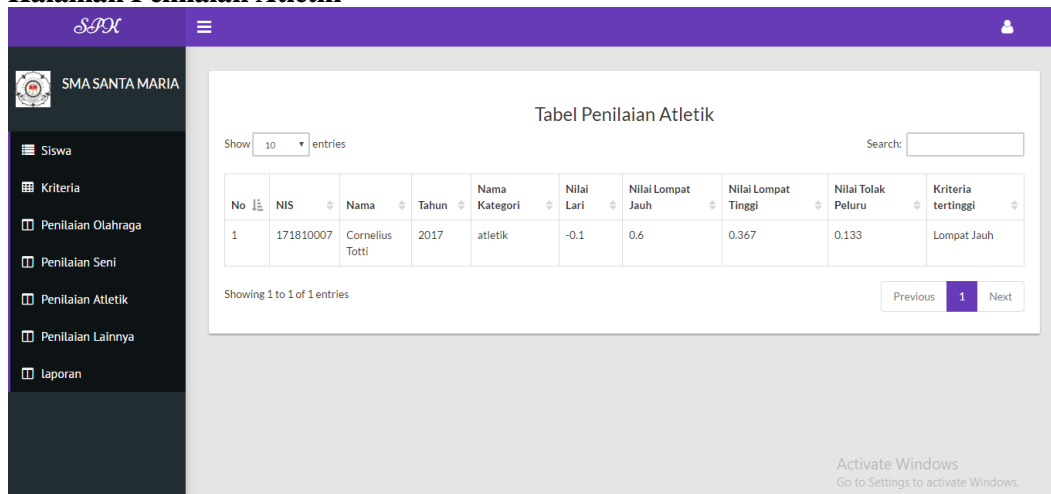 Halaman Penilaian Atletik
SPK
SMA SANTA MARIA
Siswa
Kriteria
Penilaian Olahraga
Penilaian Seni
Penilaian Atletik
Penilaian Lainnya
laporan
Tabel Penilaian Atletik
Show 10 entries
Search:
No NIS Nama Tahun Nama Kategori Nilai Lari Nilai Lompat Jauh Nilai Lompat Tinggi Nilai Tolak Peluru Kriteria tertinggi
1 171810007 Cornelius Totti 2017 atletik -0.1 0.6 0.367 0.133 Lompat Jauh
Showing 1 to 1 of 1 entries
Previous 1 Next
Activate Windows
Go to Settings to activate Windows.